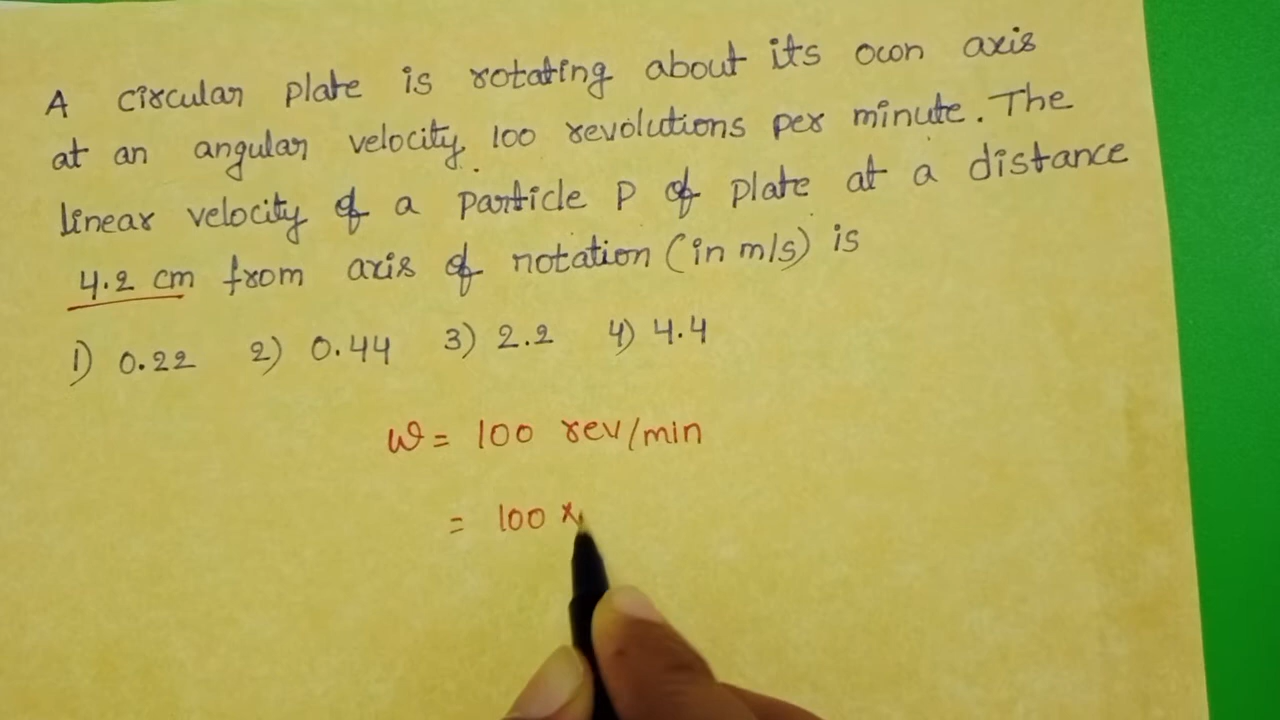 A circular plate is rotating about its own axis
at an angular velocity, 100 revolutions per minute. The
linear velocity of a particle P of plate at a distance
4.2 cm from axis of notation (in m/s) is
1) 0.22 2) 0.44 3) 2.2 4) 4.4
ω = 100 rev/min
= 100 ×